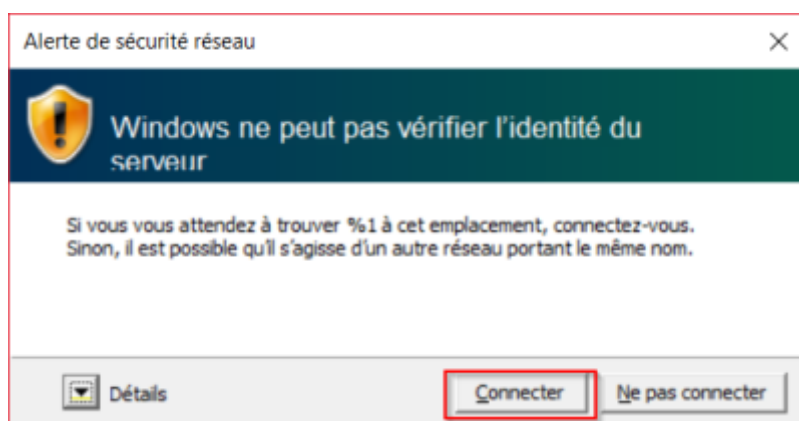 Alerte de sécurité réseau
Windows ne peut pas vérifier l'identité du
serveur
Si vous vous attendez à trouver %1 à cet emplacement, connectez-vous.
Sinon, il est possible qu'il s'agisse d'un autre réseau portant le même nom.
Détails
Connecter
Ne pas connecter